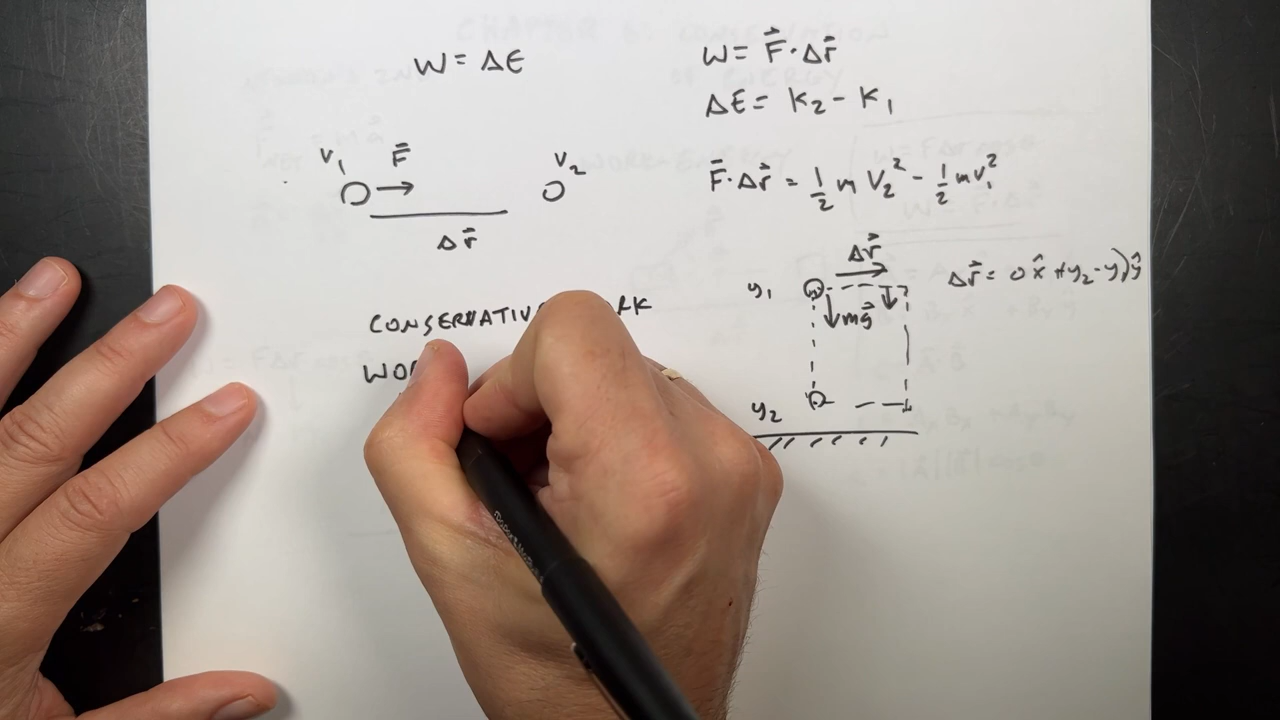 W = ΔE
W = F⃗ · Δr⃗
ΔE = K₂ - K₁
V₁ F⃗ V₂
F⃗ · Δr⃗ = 1/2 m V₂² - 1/2 m V₁²
Δr⃗
Δr⃗
Δr⃗ = 0 x̂ + (y₂ - y₁) ŷ
y₁
mg⃗
y₂
CONSERVATIV RK
WO